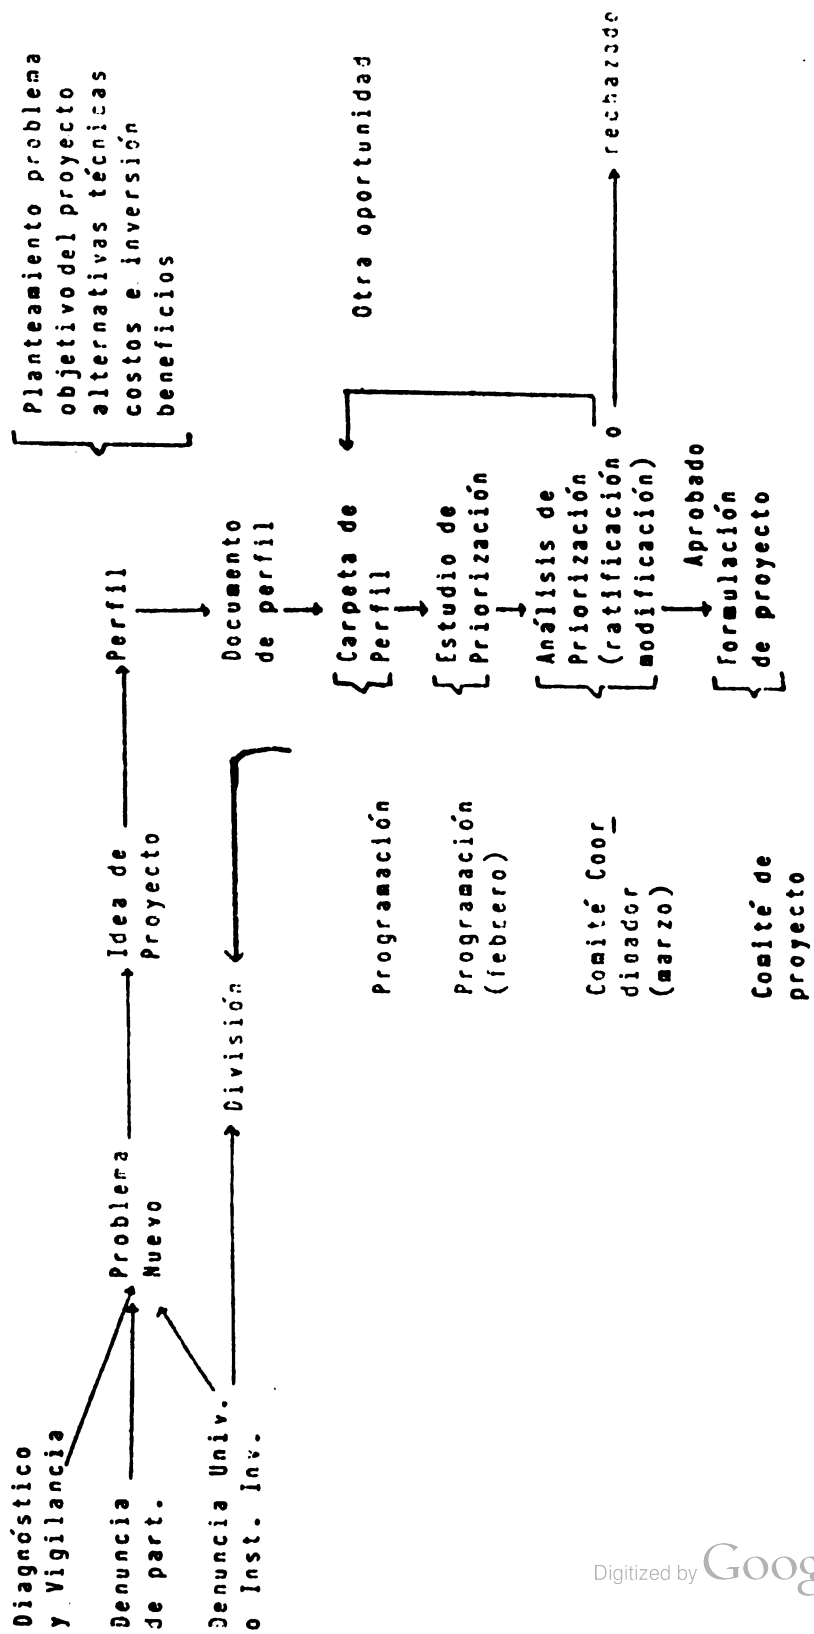 Diagnóstico
y Vigilancia
Denuncia
de part.
Denuncia Univ.
o Inst. Inv.
Problema
Nuevo
División
Idea de
Proyecto
Perfil
Planteamiento problema
objetivo del proyecto
alternativas técnicas
costos e inversión
beneficios
Documento
de perfil
Programación
Carpeta de
Perfil
Otra oportunidad
Programación
(febrero)
Estudio de
Priorización
Comité Coor
dinador
(marzo)
Análisis de
Priorización
(ratificación o
modificación)
rechazado
Aprobado
Comité de
proyecto
Formulación
de proyecto
Digitized by Goog